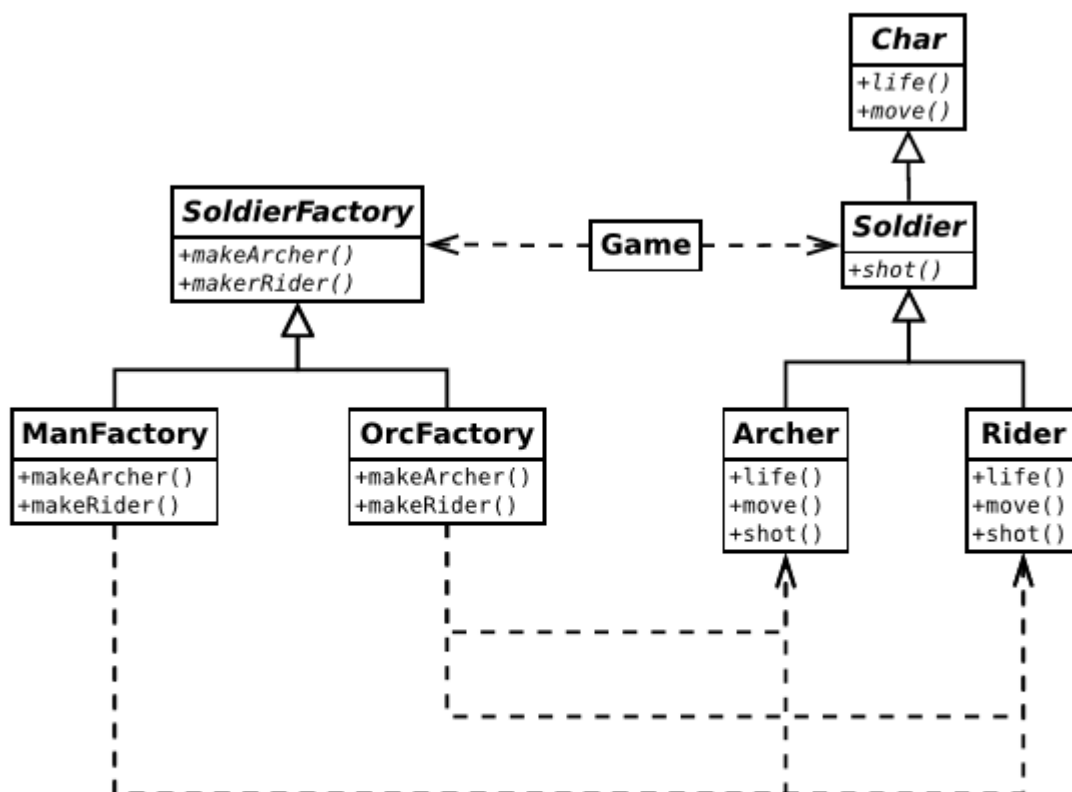 Char
+life()
+move()
SoldierFactory
+makeArcher()
+makerRider()
Game
Soldier
+shot()
ManFactory
+makeArcher()
+makeRider()
OrcFactory
+makeArcher()
+makeRider()
Archer
+life()
+move()
+shot()
Rider
+life()
+move()
+shot()